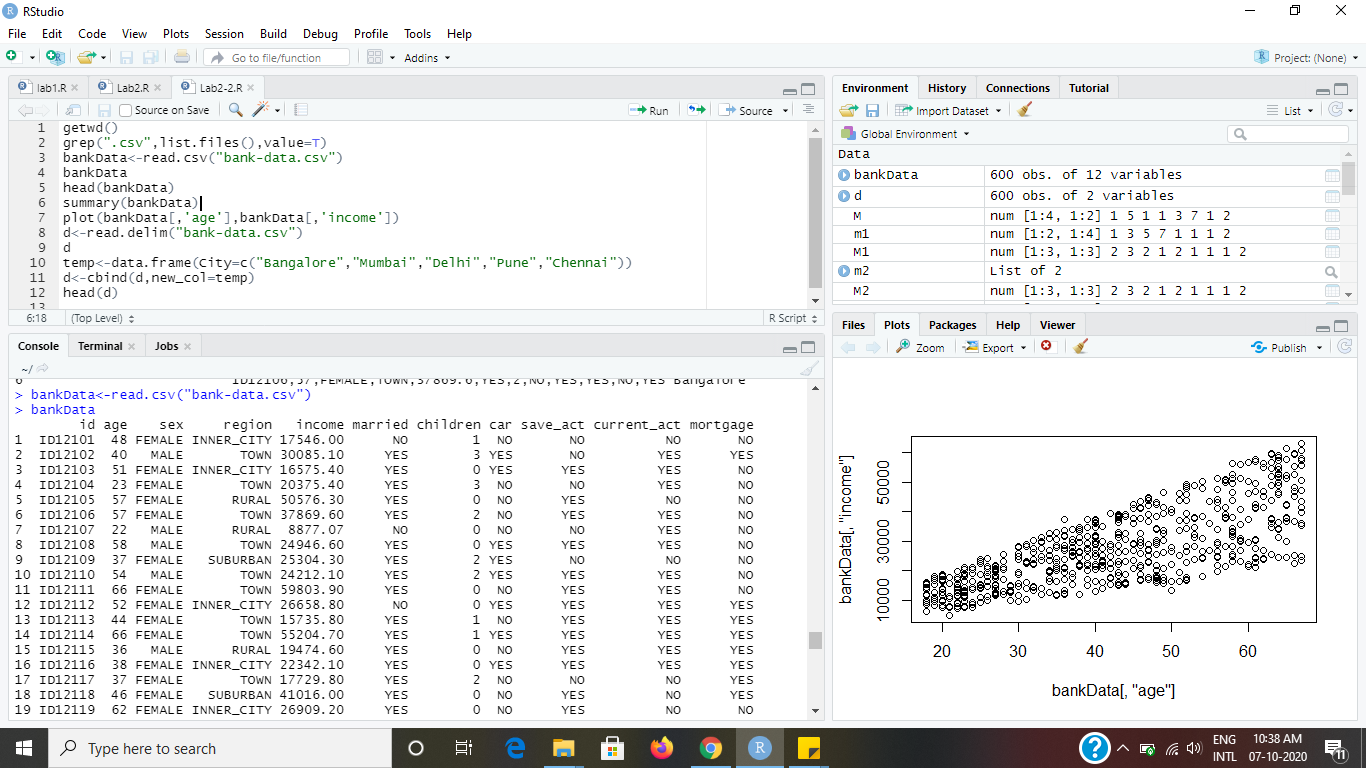 RStudio
File Edit Code View Plots Session Build Debug Profile Tools Help
Go to file/function Addins Project: (None)
lab1.R Lab2.R Lab2-2.R
Source on Save Run Source
1 getwd()
2 grep(".csv",list.files(),value=T)
3 bankData<-read.csv("bank-data.csv")
4 bankData
5 head(bankData)
6 summary(bankData)
7 plot(bankData[,'age'],bankData[,'income'])
8 d<-read.delim("bank-data.csv")
9 d
10 temp<-data.frame(City=c("Bangalore","Mumbai","Delhi","Pune","Chennai"))
11 d<-cbind(d,new_col=temp)
12 head(d)
13
6:18 (Top Level) R Script
Console Terminal Jobs
~/
6 ID12106,57,FEMALE,TOWN,37869.6,YES,2,NO,YES,YES,NO,YES Bangalore
> bankData<-read.csv("bank-data.csv")
> bankData
id age sex region income married children car save_act current_act mortgage
1 ID12101 48 FEMALE INNER_CITY 17546.00 NO 1 NO NO NO NO
2 ID12102 40 MALE TOWN 30085.10 YES 3 YES NO YES YES
3 ID12103 51 FEMALE INNER_CITY 16575.40 YES 0 YES YES YES NO
4 ID12104 23 FEMALE TOWN 20375.40 YES 3 NO NO YES NO
5 ID12105 57 FEMALE RURAL 50576.30 YES 0 NO YES NO NO
6 ID12106 57 FEMALE TOWN 37869.60 YES 2 NO YES YES NO
7 ID12107 22 MALE RURAL 8877.07 NO 0 NO NO YES NO
8 ID12108 58 MALE TOWN 24946.60 YES 0 YES YES YES NO
9 ID12109 37 FEMALE SUBURBAN 25304.30 YES 2 YES NO NO NO
10 ID12110 54 MALE TOWN 24212.10 YES 2 YES YES YES NO
11 ID12111 66 FEMALE TOWN 59803.90 YES 0 NO YES YES NO
12 ID12112 52 FEMALE INNER_CITY 26658.80 NO 0 YES YES YES YES
13 ID12113 44 FEMALE TOWN 15735.80 YES 1 NO YES YES YES
14 ID12114 66 FEMALE TOWN 55204.70 YES 1 YES YES YES YES
15 ID12115 36 MALE RURAL 19474.60 YES 0 NO YES YES YES
16 ID12116 38 FEMALE INNER_CITY 22342.10 YES 0 YES YES YES YES
17 ID12117 37 FEMALE TOWN 17729.80 YES 2 NO NO NO YES
18 ID12118 46 FEMALE SUBURBAN 41016.00 YES 0 NO YES NO YES
19 ID12119 62 FEMALE INNER_CITY 26909.20 YES 0 NO YES NO NO
Environment History Connections Tutorial
Import Dataset List
Global Environment
Data
bankData 600 obs. of 12 variables
d 600 obs. of 2 variables
M num [1:4, 1:2] 1 5 1 1 3 7 1 2
m1 num [1:2, 1:4] 1 3 5 7 1 1 1 2
M1 num [1:3, 1:3] 2 3 2 1 2 1 1 1 2
m2 List of 2
M2 num [1:3, 1:3] 2 3 2 1 2 1 1 1 2
Files Plots Packages Help Viewer
Zoom Export Publish
bankData[, "income"]
10000 30000 50000
20 30 40 50 60
bankData[, "age"]
Type here to search
ENG 10:38 AM
INTL 07-10-2020
11